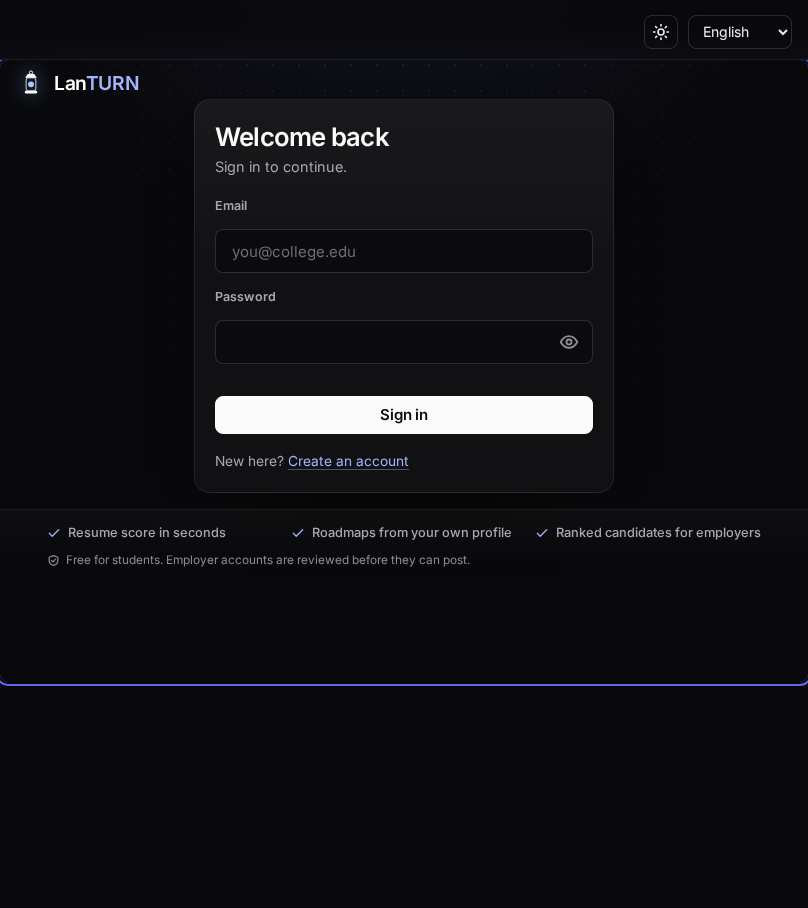 English
LanTURN
Welcome back
Sign in to continue.
Email
you@college.edu
Password
Sign in
New here? Create an account
Resume score in seconds
Roadmaps from your own profile
Ranked candidates for employers
Free for students. Employer accounts are reviewed before they can post.